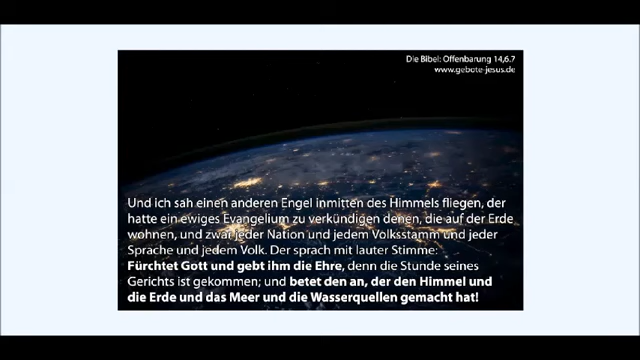 Die Bibel: Offenbarung 14,6.7
www.gebote-jesus.de
Und ich sah einen anderen Engel inmitten des Himmels fliegen, der
hatte ein ewiges Evangelium zu verkündigen denen, die auf der Erde
wohnen, und zwar jeder Nation und jedem Volksstamm und jeder
Sprache und jedem Volk. Der sprach mit lauter Stimme:
Fürchtet Gott und gebt ihm die Ehre, denn die Stunde seines
Gerichts ist gekommen; und betet den an, der den Himmel und
die Erde und das Meer und die Wasserquellen gemacht hat!